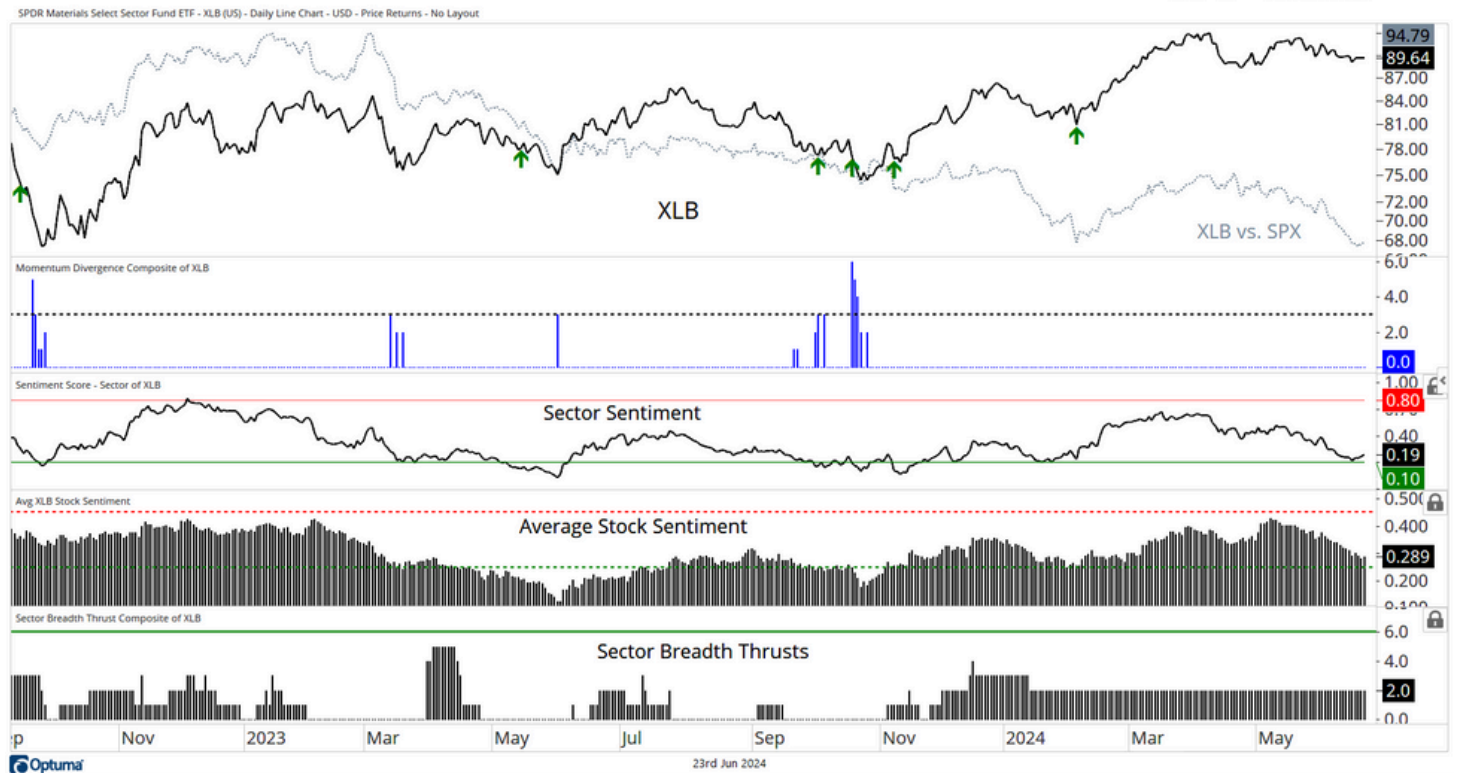 SPDR Materials Select Sector Fund ETF - XLB (US) - Daily Line Chart - USD - Price Returns - No Layout
94.79
89.64
87.00
84.00
81.00
78.00
75.00
72.00
70.00
68.00
XLB
XLB vs. SPX
Momentum Divergence Composite of XLB
6.0
4.0
2.0
0.0
Sentiment Score - Sector of XLB
1.00
0.80
Sector Sentiment
0.40
0.19
0.10
Avg XLB Stock Sentiment
0.500
Average Stock Sentiment
0.400
0.289
0.200
Sector Breadth Thrust Composite of XLB
6.0
Sector Breadth Thrusts
4.0
2.0
0.0
Nov 2023 Mar May Jul Sep Nov 2024 Mar May
Optuma
23rd Jun 2024